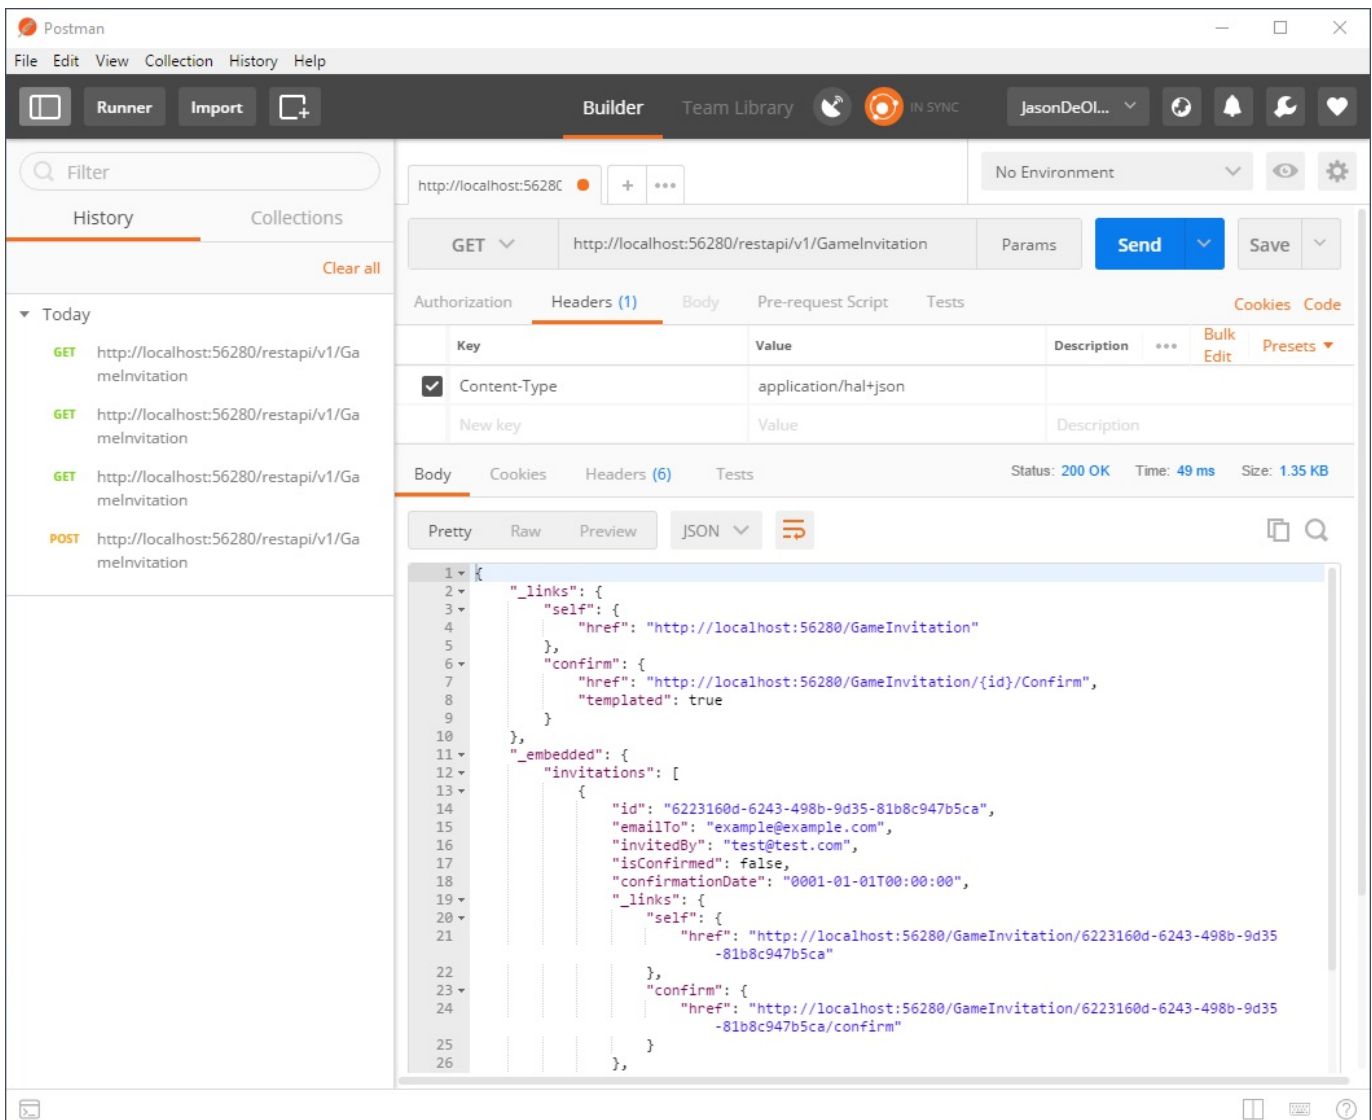 Postman
File Edit View Collection History Help
Runner Import Builder Team Library IN SYNC JasonDeOl...
Filter
History Collections
Clear all
Today
GET http://localhost:56280/restapi/v1/Ga
meInvitation
GET http://localhost:56280/restapi/v1/Ga
meInvitation
GET http://localhost:56280/restapi/v1/Ga
meInvitation
POST http://localhost:56280/restapi/v1/Ga
meInvitation
http://localhost:5628 + ••• No Environment
GET http://localhost:56280/restapi/v1/GameInvitation Params Send Save
Authorization Headers (1) Body Pre-request Script Tests Cookies Code
Key Value Description ••• Bulk Edit Presets
Content-Type application/hal+json
New key Value Description
Body Cookies Headers (6) Tests Status: 200 OK Time: 49 ms Size: 1.35 KB
Pretty Raw Preview JSON
1 {
2 "_links": {
3 "self": {
4 "href": "http://localhost:56280/GameInvitation"
5 },
6 "confirm": {
7 "href": "http://localhost:56280/GameInvitation/{id}/Confirm",
8 "templated": true
9 }
10 },
11 "_embedded": {
12 "invitations": [
13 {
14 "id": "6223160d-6243-498b-9d35-81b8c947b5ca",
15 "emailTo": "example@example.com",
16 "invitedBy": "test@test.com",
17 "isConfirmed": false,
18 "confirmationDate": "0001-01-01T00:00:00",
19 "_links": {
20 "self": {
21 "href": "http://localhost:56280/GameInvitation/6223160d-6243-498b-9d35
-81b8c947b5ca"
22 },
23 "confirm": {
24 "href": "http://localhost:56280/GameInvitation/6223160d-6243-498b-9d35
-81b8c947b5ca/confirm"
25 }
26 },